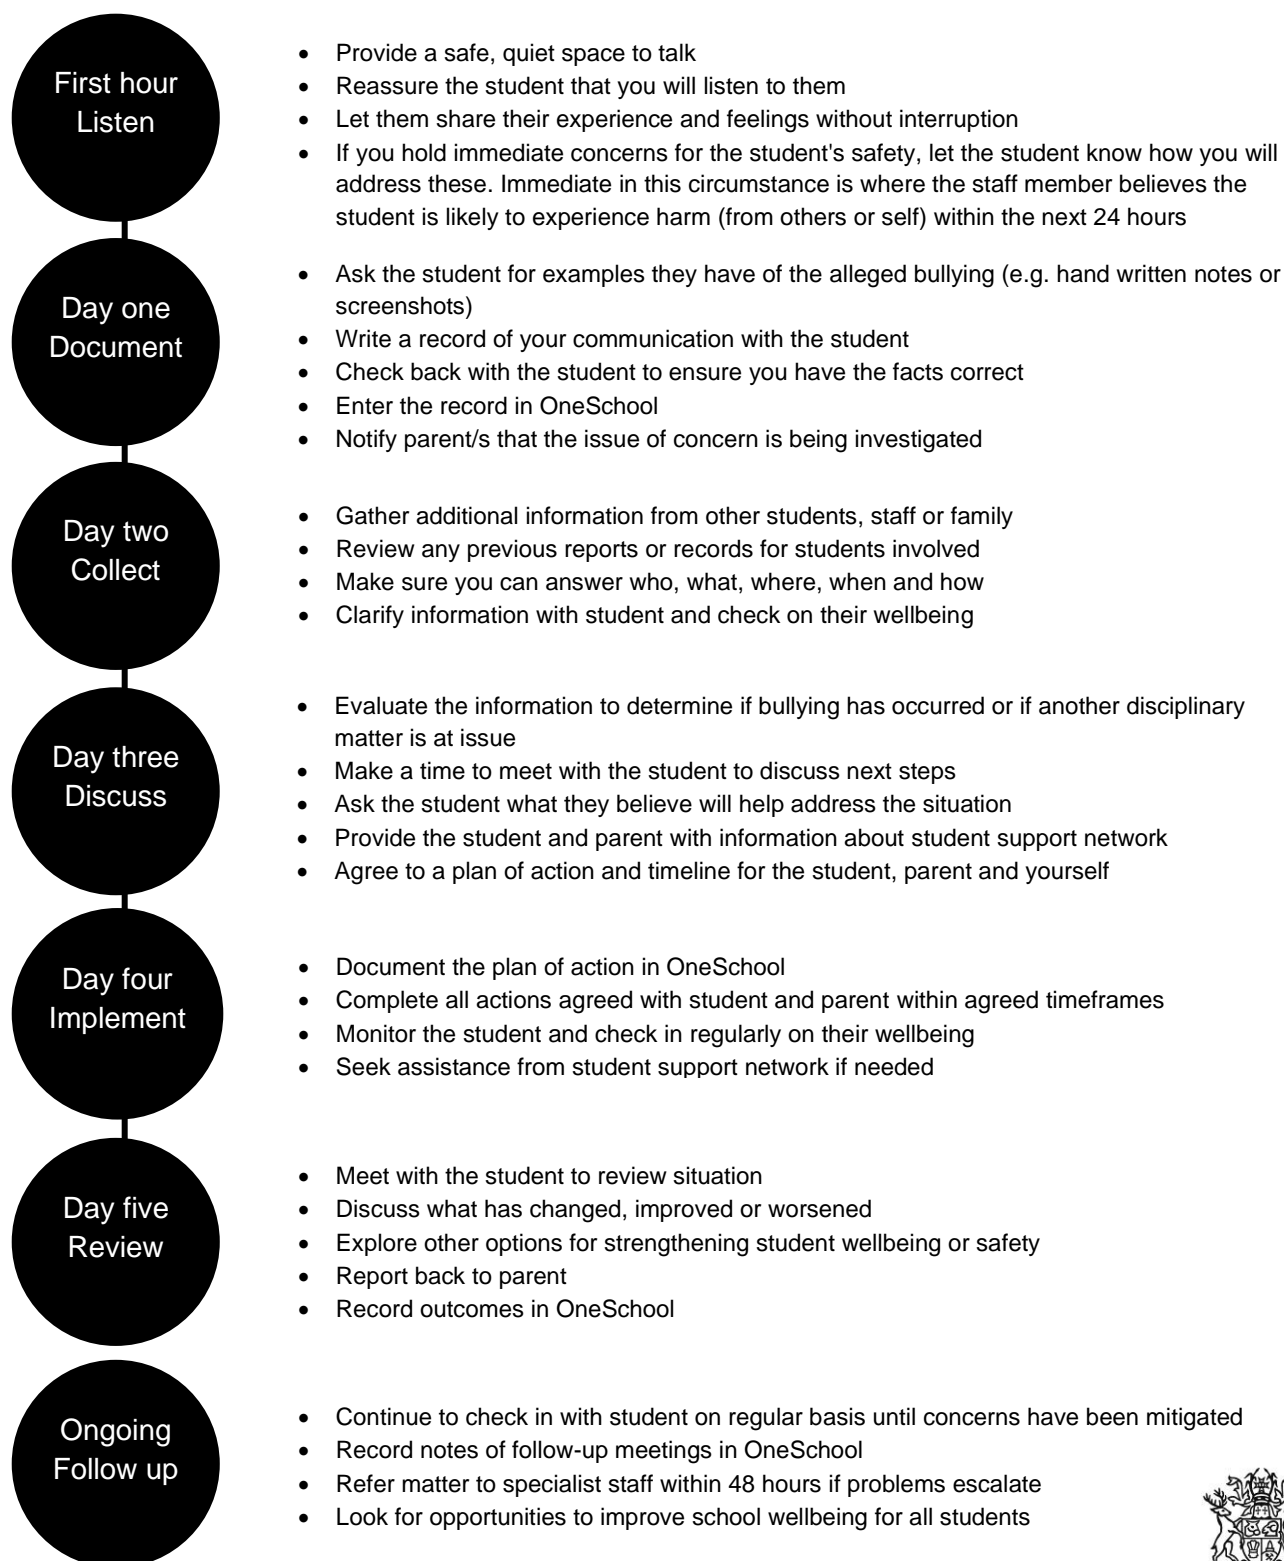 First hour
Listen
• Provide a safe, quiet space to talk
• Reassure the student that you will listen to them
• Let them share their experience and feelings without interruption
• If you hold immediate concerns for the student's safety, let the student know how you will
address these. Immediate in this circumstance is where the staff member believes the
student is likely to experience harm (from others or self) within the next 24 hours
Day one
Document
• Ask the student for examples they have of the alleged bullying (e.g. hand written notes or
screenshots)
• Write a record of your communication with the student
• Check back with the student to ensure you have the facts correct
• Enter the record in OneSchool
• Notify parent/s that the issue of concern is being investigated
Day two
Collect
• Gather additional information from other students, staff or family
• Review any previous reports or records for students involved
• Make sure you can answer who, what, where, when and how
• Clarify information with student and check on their wellbeing
Day three
Discuss
• Evaluate the information to determine if bullying has occurred or if another disciplinary
matter is at issue
• Make a time to meet with the student to discuss next steps
• Ask the student what they believe will help address the situation
• Provide the student and parent with information about student support network
• Agree to a plan of action and timeline for the student, parent and yourself
Day four
Implement
• Document the plan of action in OneSchool
• Complete all actions agreed with student and parent within agreed timeframes
• Monitor the student and check in regularly on their wellbeing
• Seek assistance from student support network if needed
Day five
Review
• Meet with the student to review situation
• Discuss what has changed, improved or worsened
• Explore other options for strengthening student wellbeing or safety
• Report back to parent
• Record outcomes in OneSchool
Ongoing
Follow up
• Continue to check in with student on regular basis until concerns have been mitigated
• Record notes of follow-up meetings in OneSchool
• Refer matter to specialist staff within 48 hours if problems escalate
• Look for opportunities to improve school wellbeing for all students